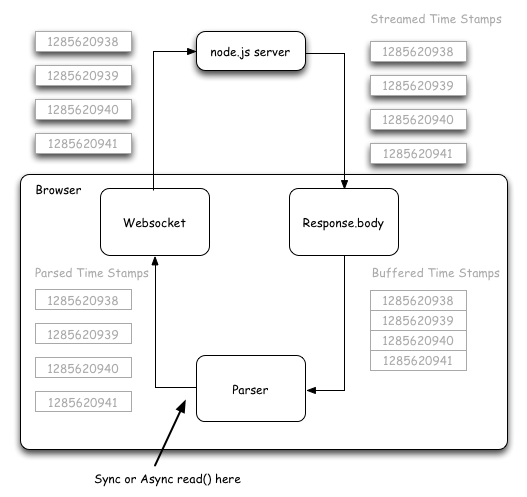 Streamed Time Stamps
1285620938
1285620939
1285620940
1285620941
node.js server
1285620938
1285620939
1285620940
1285620941
Browser
Websocket
Response.body
Parsed Time Stamps
1285620938
1285620939
1285620940
1285620941
Buffered Time Stamps
1285620938
1285620939
1285620940
1285620941
Parser
Sync or Async read() here